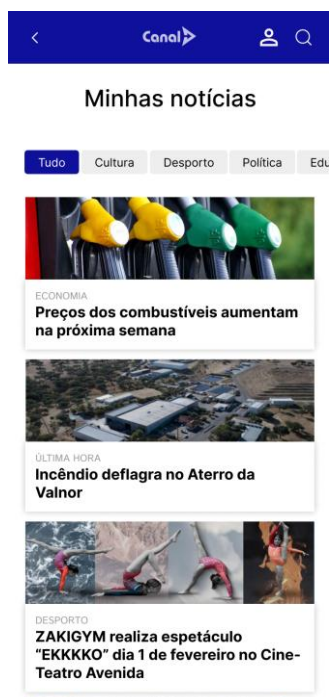 Canal
Minhas notícias
Tudo Cultura Desporto Política Edu
ECONOMIA
Preços dos combustíveis aumentam
na próxima semana
ÚLTIMA HORA
Incêndio deflagra no Aterro da
Valnor
DESPORTO
ZAKIGYM realiza espetáculo
“EKKKKO” dia 1 de fevereiro no Cine-
Teatro Avenida